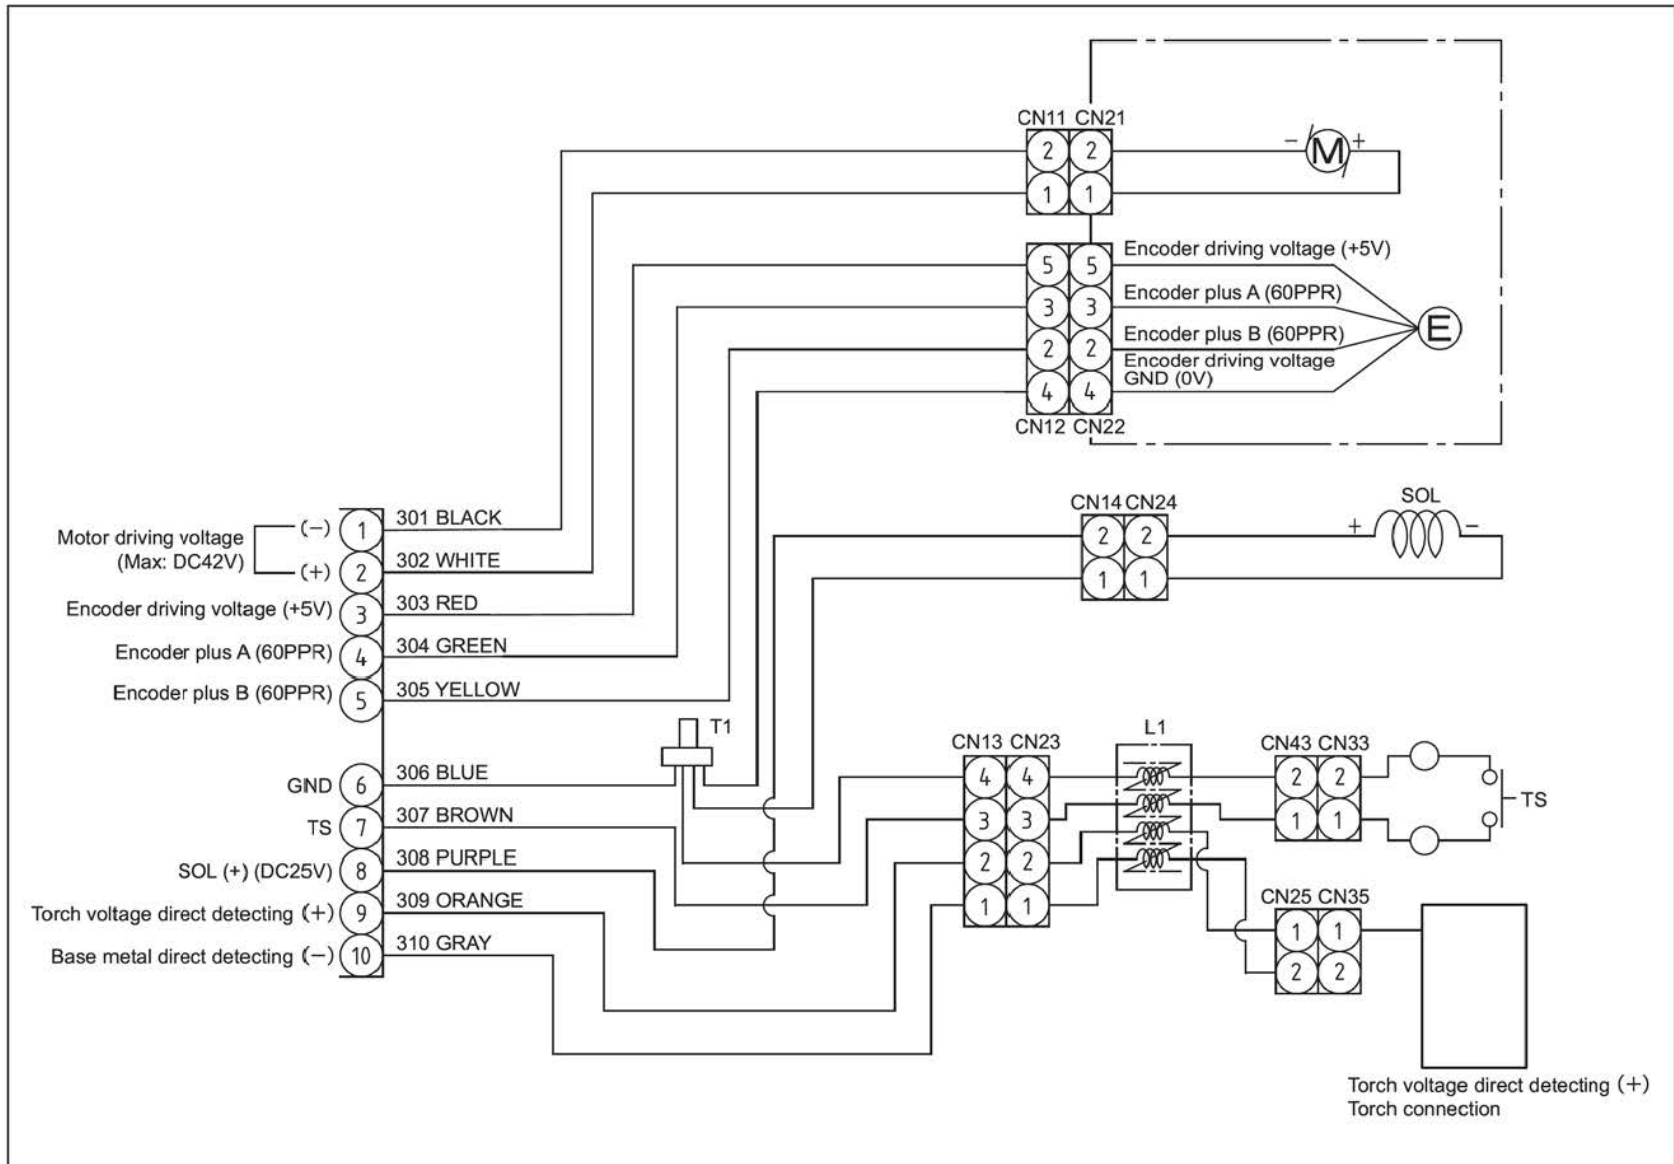 CN11 CN21
2 2
- M +
1 1
Encoder driving voltage (+5V)
5 5
Encoder plus A (60PPR)
3 3
E
Encoder plus B (60PPR)
2 2
Encoder driving voltage
GND (0V)
4 4
CN12 CN22
CN14 CN24
SOL
2 2
+ -
1 1
Motor driving voltage
(Max: DC42V)
(-) 1 301 BLACK
(+) 2 302 WHITE
Encoder driving voltage (+5V) 3 303 RED
Encoder plus A (60PPR) 4 304 GREEN
Encoder plus B (60PPR) 5 305 YELLOW
T1
GND 6 306 BLUE
TS 7 307 BROWN
SOL (+) (DC25V) 8 308 PURPLE
Torch voltage direct detecting (+) 9 309 ORANGE
Base metal direct detecting (-) 10 310 GRAY
CN13 CN23
4 4
3 3
2 2
1 1
L1
CN43 CN33
2 2
1 1
TS
CN25 CN35
1 1
2 2
Torch voltage direct detecting (+)
Torch connection